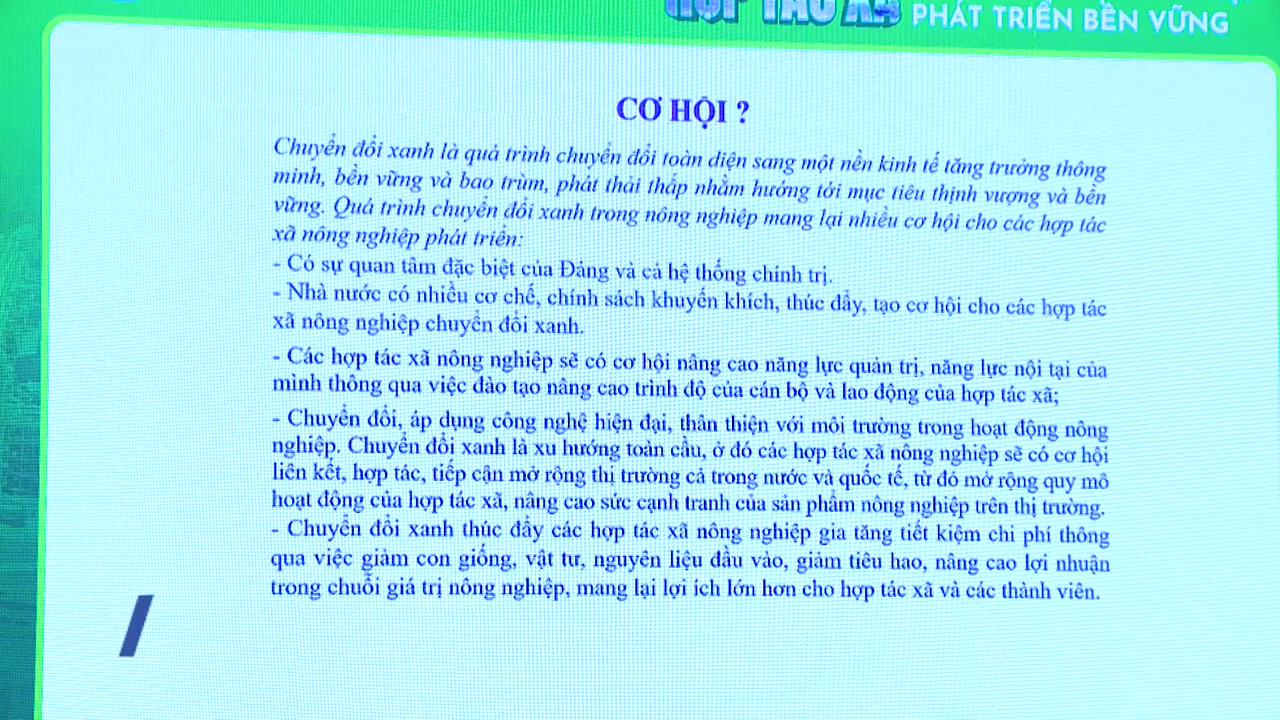 HỢP TÁC XÃ PHÁT TRIỂN BỀN VỮNG
CƠ HỘI ?
Chuyển đổi xanh là quá trình chuyển đổi toàn diện sang một nền kinh tế tăng trưởng thông
minh, bền vững và bao trùm, phát thải thấp nhằm hướng tới mục tiêu thịnh vượng và bền
vững. Quá trình chuyển đổi xanh trong nông nghiệp mang lại nhiều cơ hội cho các hợp tác
xã nông nghiệp phát triển:
- Có sự quan tâm đặc biệt của Đảng và cả hệ thống chính trị.
- Nhà nước có nhiều cơ chế, chính sách khuyến khích, thúc đẩy, tạo cơ hội cho các hợp tác
xã nông nghiệp chuyển đổi xanh.
- Các hợp tác xã nông nghiệp sẽ có cơ hội nâng cao năng lực quản trị, năng lực nội tại của
mình thông qua việc đào tạo nâng cao trình độ của cán bộ và lao động của hợp tác xã;
- Chuyển đổi, áp dụng công nghệ hiện đại, thân thiện với môi trường trong hoạt động nông
nghiệp. Chuyển đổi xanh là xu hướng toàn cầu, ở đó các hợp tác xã nông nghiệp sẽ có cơ hội
liên kết, hợp tác, tiếp cận mở rộng thị trường cả trong nước và quốc tế, từ đó mở rộng quy mô
hoạt động của hợp tác xã, nâng cao sức cạnh tranh của sản phẩm nông nghiệp trên thị trường.
- Chuyển đổi xanh thúc đẩy các hợp tác xã nông nghiệp gia tăng tiết kiệm chi phí thông
qua việc giảm con giống, vật tư, nguyên liệu đầu vào, giảm tiêu hao, nâng cao lợi nhuận
trong chuỗi giá trị nông nghiệp, mang lại lợi ích lớn hơn cho hợp tác xã và các thành viên.